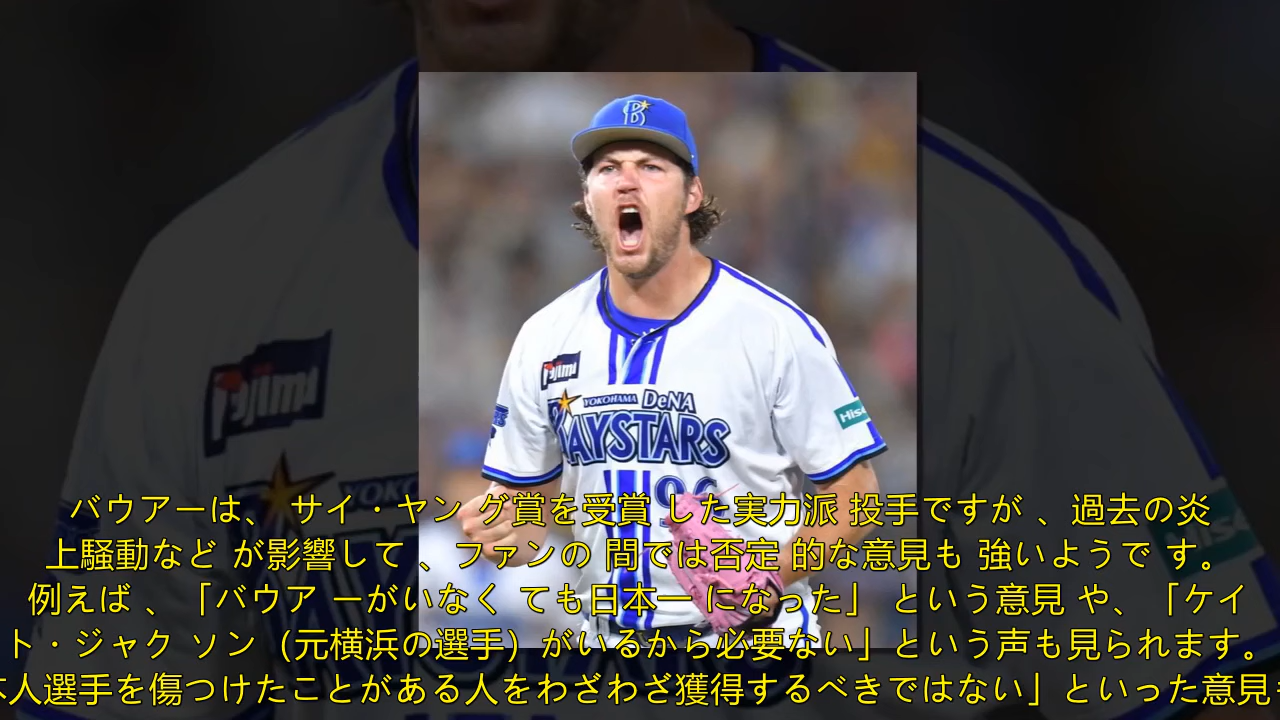 B
Fujimi
YOKOHAMA DeNA
BAYSTARS
96
バウアーは、 サイ・ヤン グ賞を受賞 した実力派 投手ですが 、過去の炎
上騒動など が影響して 、ファンの 間では否定 的な意見も 強いようで す。
例えば 、「バウア ーがいなく ても日本一 になった」 という意見 や、「ケイ
ト・ジャク ソン（元横浜の選手）がいるから必要ない」という声も見られます。
人選手を傷つけたことがある人をわざわざ獲得するべきではない」といった意見